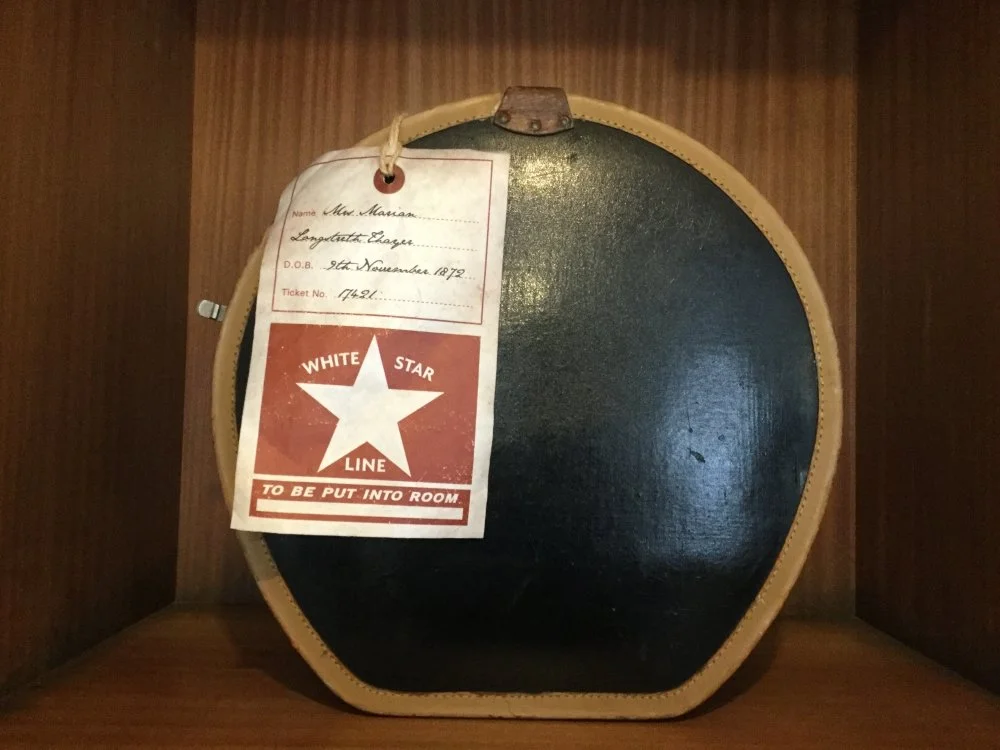 Name Mrs. Marian
Longstreth Thayer
D.O.B. 9th November 1872
Ticket No. 17421
WHITE STAR
LINE
TO BE PUT INTO ROOM